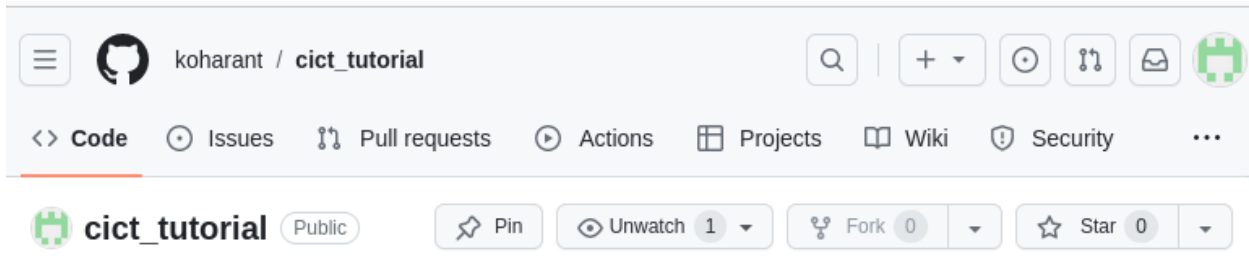 koharant / cict_tutorial
Code Issues Pull requests Actions Projects Wiki Security
cict_tutorial Public Pin Unwatch 1 Fork 0 Star 0